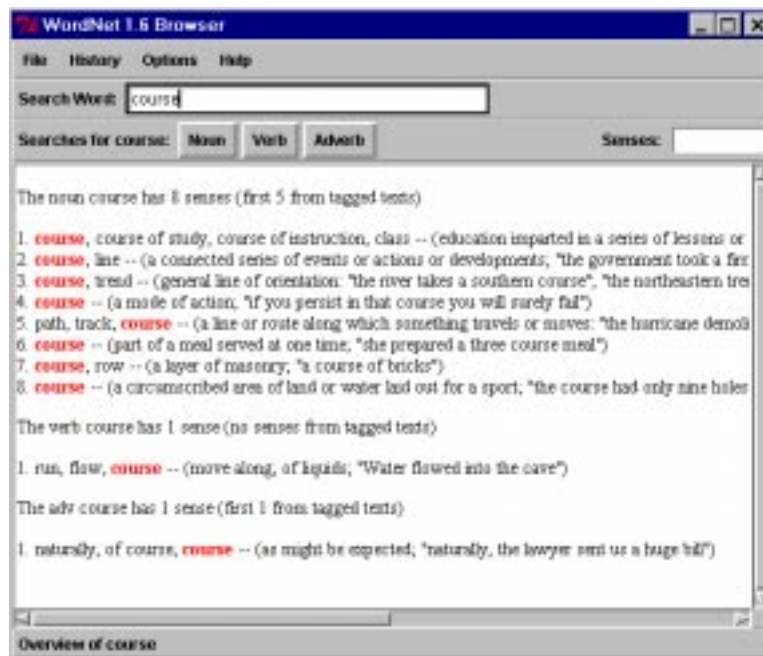 WordNet 1.6 Browser
File History Options Help
Search Word: course
Searches for course: Noun Verb Adverb Senses:
The noun course has 8 senses (first 5 from tagged texts)
1. course, course of study, course of instruction, class -- (education imparted in a series of lessons or
2. course, line -- (a connected series of events or actions or developments; "the government took a fir
3. course, trend -- (general line of orientation: "the river takes a southern course", "the northeastern tre
4. course -- (a mode of action; "if you persist in that course you will surely fail")
5. path, track, course -- (a line or route along which something travels or moves: "the hurricane demoli
6. course -- (part of a meal served at one time; "she prepared a three course meal")
7. course, row -- (a layer of masonry; "a course of bricks")
8. course -- (a circumscribed area of land or water laid out for a sport; "the course had only nine holes
The verb course has 1 sense (no senses from tagged texts)
1. run, flow, course -- (move along, of liquids; "Water flowed into the cave")
The adv course has 1 sense (first 1 from tagged texts)
1. naturally, of course, course -- (as might be expected; "naturally, the lawyer sent us a huge bill")
Overview of course